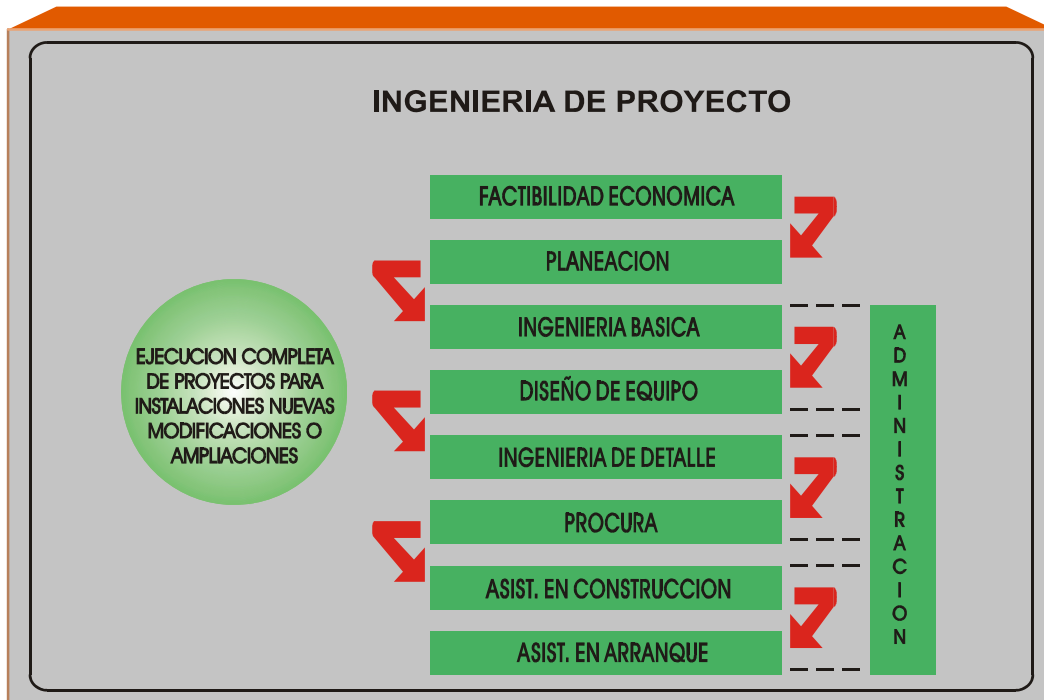 INGENIERIA DE PROYECTO
FACTIBILIDAD ECONOMICA
PLANEACION
INGENIERIA BASICA
DISEÑO DE EQUIPO
INGENIERIA DE DETALLE
PROCURA
ASIST. EN CONSTRUCCION
ASIST. EN ARRANQUE
EJECUCION COMPLETA
DE PROYECTOS PARA
INSTALACIONES NUEVAS
MODIFICACIONES O
AMPLIACIONES
ADMINISTRACION